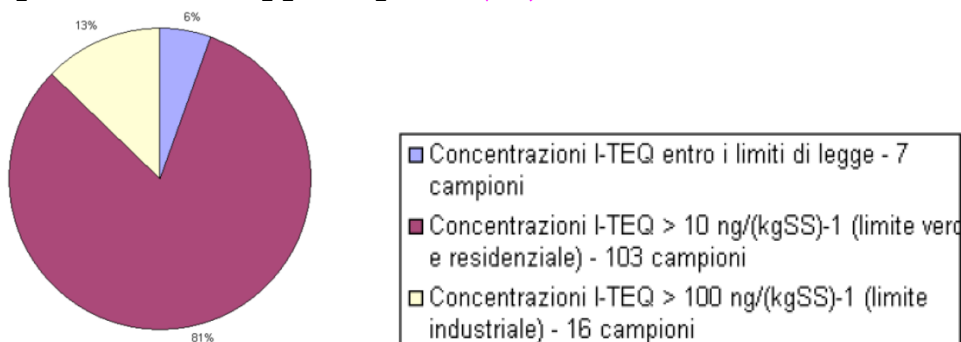 6%
13%
Concentrazioni I-TEQ entro i limiti di legge - 7
campioni
Concentrazioni I-TEQ > 10 ng/(kgSS)-1 (limite verd
e residenziale) - 103 campioni
Concentrazioni I-TEQ > 100 ng/(kgSS)-1 (limite
industriale) - 16 campioni
81%